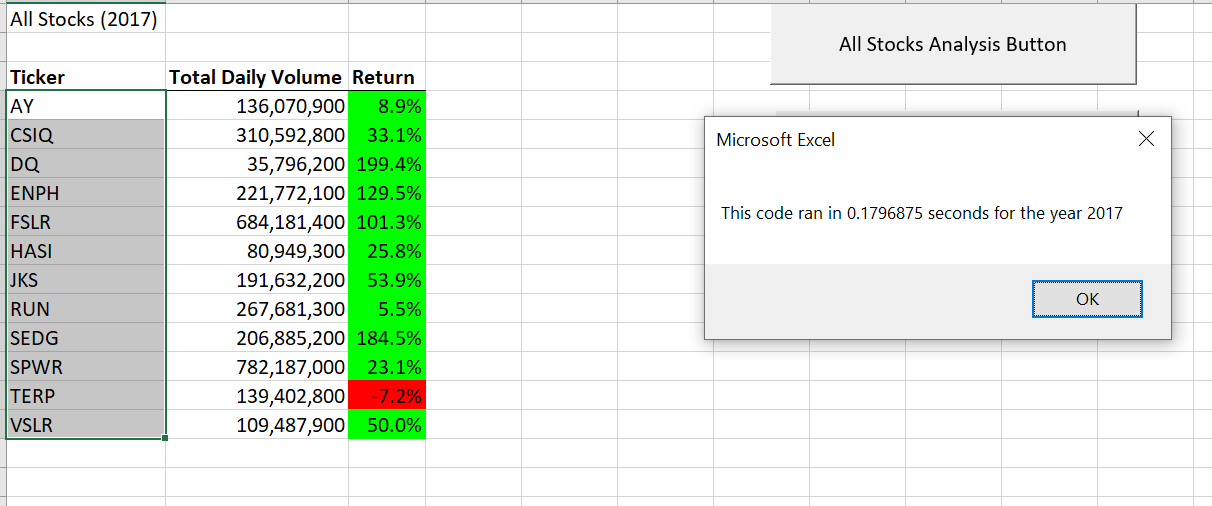 All Stocks (2017)
All Stocks Analysis Button
Ticker Total Daily Volume Return
AY 136,070,900 8.9%
CSIQ 310,592,800 33.1%
DQ 35,796,200 199.4%
ENPH 221,772,100 129.5%
FSLR 684,181,400 101.3%
HASI 80,949,300 25.8%
JKS 191,632,200 53.9%
RUN 267,681,300 5.5%
SEDG 206,885,200 184.5%
SPWR 782,187,000 23.1%
TERP 139,402,800 -7.2%
VSLR 109,487,900 50.0%
Microsoft Excel
This code ran in 0.1796875 seconds for the year 2017
OK